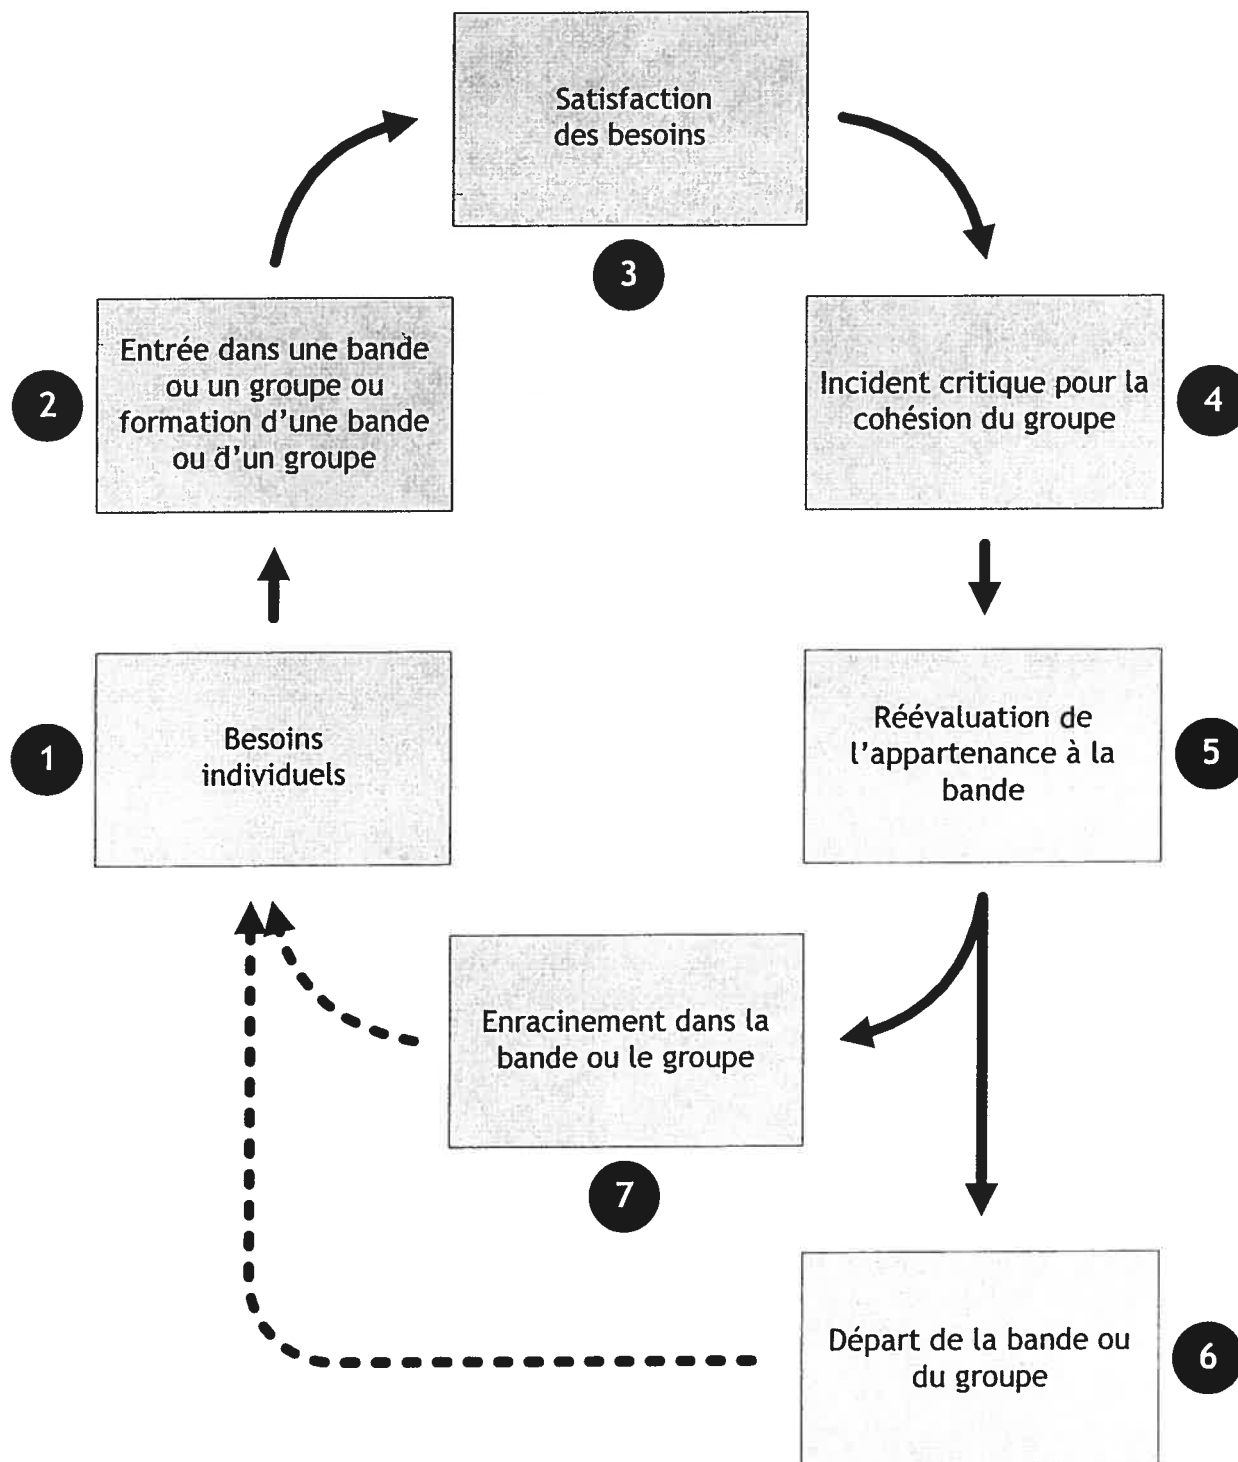 Satisfaction
des besoins
3
Entrée dans une bande
ou un groupe ou
formation d'une bande
ou d'un groupe
2
Incident critique pour la
cohésion du groupe
4
Besoins
individuels
1
Réévaluation de
l'appartenance à la
bande
5
Enracinement dans la
bande ou le groupe
7
Départ de la bande ou
du groupe
6